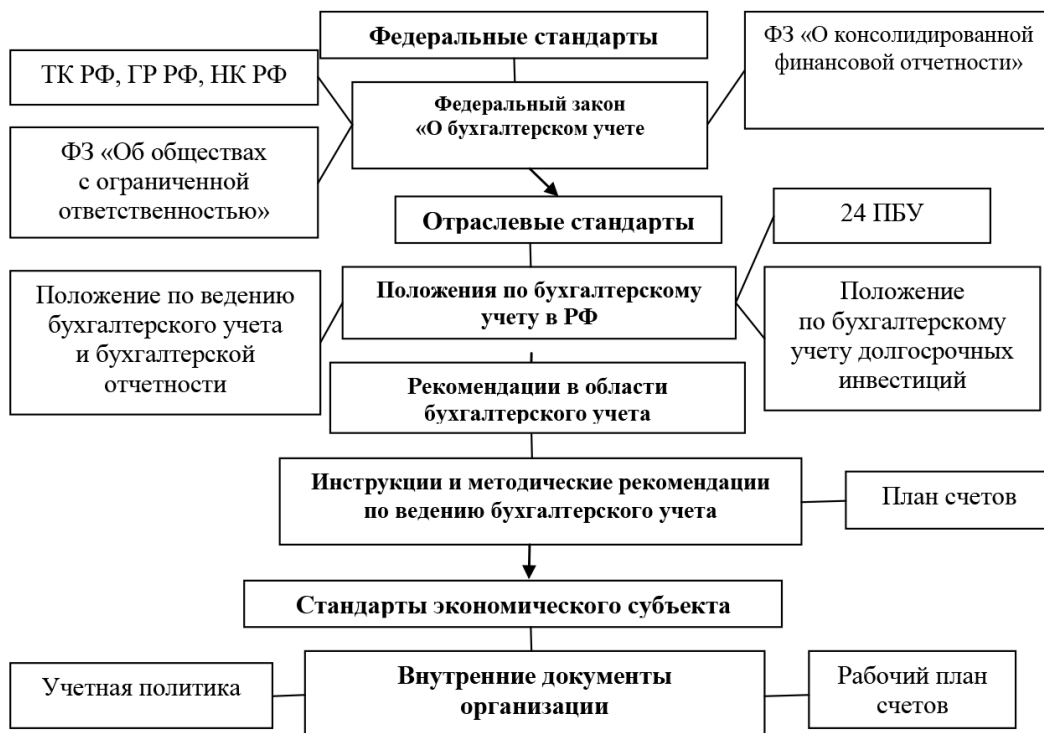 Федеральные стандарты
ФЗ «О консолидированной
финансовой отчетности»
ТК РФ, ГР РФ, НК РФ
Федеральный закон
«О бухгалтерском учете
ФЗ «Об обществах
с ограниченной
ответственностью»
Отраслевые стандарты
24 ПБУ
Положение по ведению
бухгалтерского учета
и бухгалтерской
отчетности
Положения по бухгалтерскому
учету в РФ
Положение
по бухгалтерскому
учету долгосрочных
инвестиций
Рекомендации в области
бухгалтерского учета
Инструкции и методические рекомендации
по ведению бухгалтерского учета
План счетов
Стандарты экономического субъекта
Учетная политика
Внутренние документы
организации
Рабочий план
счетов